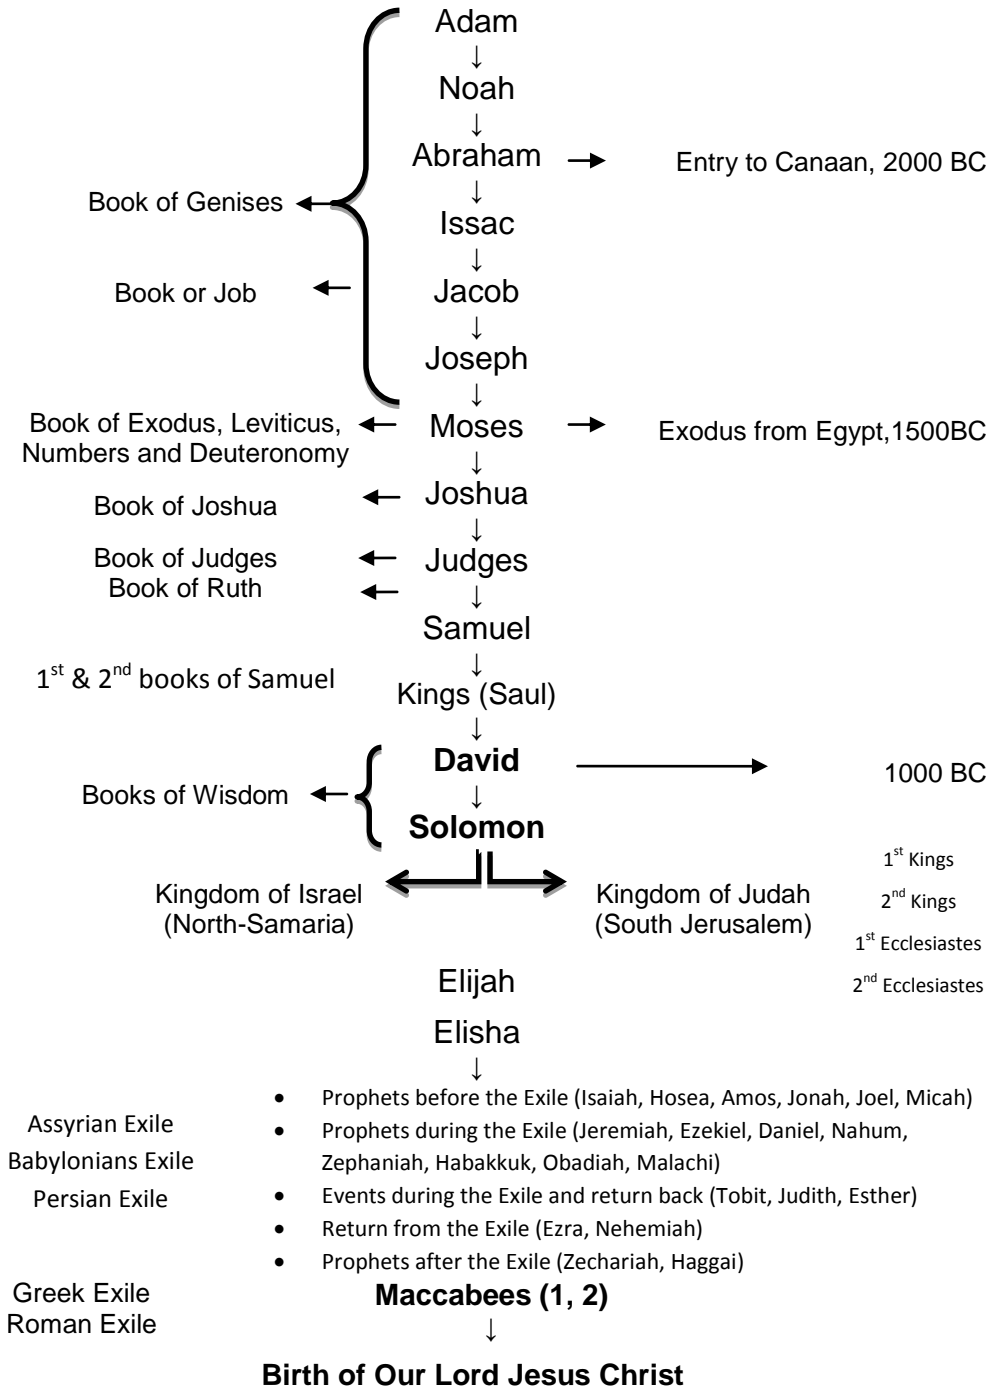 Adam
↓
Noah
↓
Abraham → Entry to Canaan, 2000 BC
↓
Book of Genises ←
Issac
↓
Book or Job ← Jacob
↓
Joseph
↓
Book of Exodus, Leviticus, ← Moses → Exodus from Egypt,1500BC
Numbers and Deuteronomy
↓
Book of Joshua ← Joshua
↓
Book of Judges ← Judges
Book of Ruth ← ↓
Samuel
↓
1st & 2nd books of Samuel
Kings (Saul)
↓
David → 1000 BC
Books of Wisdom ← ↓
Solomon
1st Kings
Kingdom of Israel Kingdom of Judah 2nd Kings
(North-Samaria) (South Jerusalem)
1st Ecclesiastes
Elijah 2nd Ecclesiastes
Elisha
↓
• Prophets before the Exile (Isaiah, Hosea, Amos, Jonah, Joel, Micah)
Assyrian Exile • Prophets during the Exile (Jeremiah, Ezekiel, Daniel, Nahum,
Babylonians Exile Zephaniah, Habakkuk, Obadiah, Malachi)
Persian Exile • Events during the Exile and return back (Tobit, Judith, Esther)
• Return from the Exile (Ezra, Nehemiah)
• Prophets after the Exile (Zechariah, Haggai)
Greek Exile Maccabees (1, 2)
Roman Exile ↓
Birth of Our Lord Jesus Christ